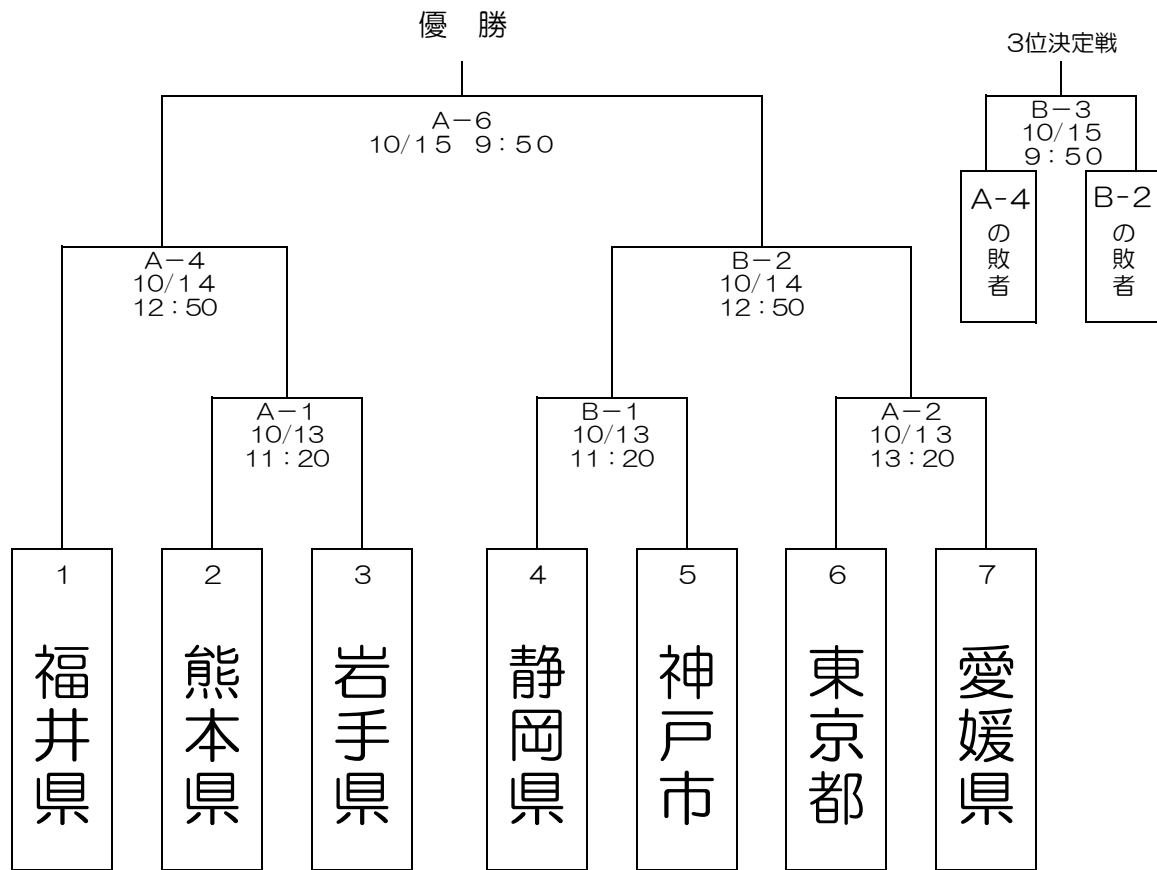 優　勝
3位決定戦
A－6
10/15　9：50
B－3
10/15
9：50
A-4の敗者
B-2の敗者
A－4
10/14
12：50
B－2
10/14
12：50
A－1
10/13
11：20
B－1
10/13
11：20
A－2
10/13
13：20
1
2
3
4
5
6
7
福井県
熊本県
岩手県
静岡県
神戸市
東京都
愛媛県